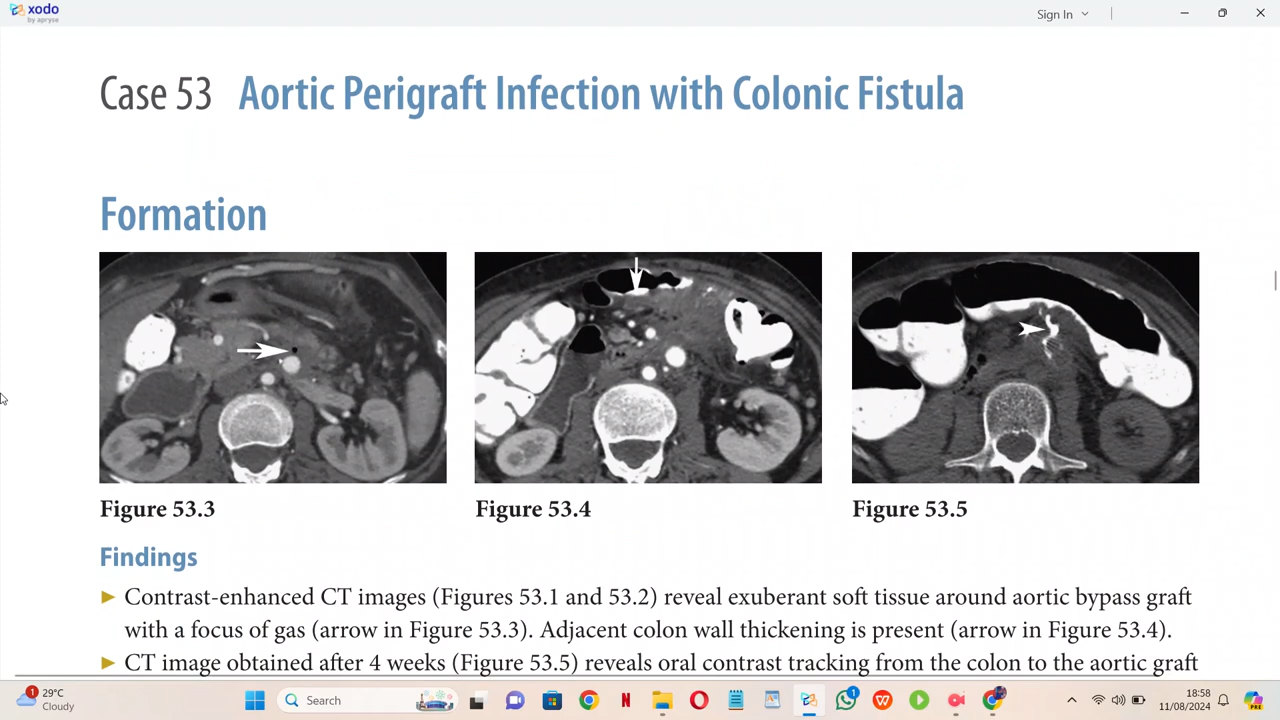 xodo
by apryse
Sign In
Case 53 Aortic Perigraft Infection with Colonic Fistula
Formation
Figure 53.3
Figure 53.4
Figure 53.5
Findings
► Contrast-enhanced CT images (Figures 53.1 and 53.2) reveal exuberant soft tissue around aortic bypass graft
with a focus of gas (arrow in Figure 53.3). Adjacent colon wall thickening is present (arrow in Figure 53.4).
► CT image obtained after 4 weeks (Figure 53.5) reveals oral contrast tracking from the colon to the aortic graft
1
29°C
Cloudy
Search
N
W
1
PRE
18:58
11/08/2024